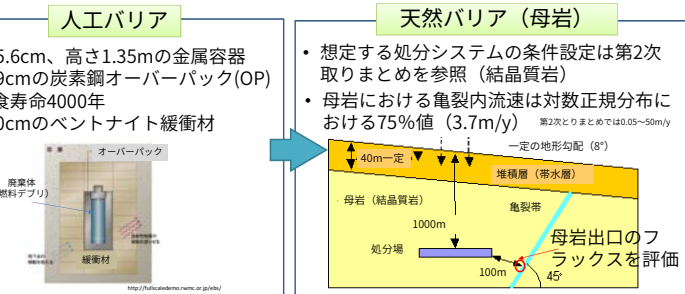 人工バリア
5.6cm、高さ1.35mの金属容器
9cmの炭素鋼オーバーパック(OP)
食寿命4000年
0cmのベントナイト緩衝材
オーバーパック
廃棄体
燃料デブリ)
緩衝材
http://fullscaledemo.rwmc.or.jp/ebs/
天然バリア（母岩）
• 想定する処分システムの条件設定は第2次
取りまとめを参照（結晶質岩）
• 母岩における亀裂内流速は対数正規分布に
おける75％値（3.7m/y） 第2次とりまとめでは0.05～50m/y
一定の地形勾配（8°）
40m一定
堆積層（帯水層）
母岩（結晶質岩）
亀裂帯
1000m
処分場
母岩出口のフ
ラックスを評価
100m
45°